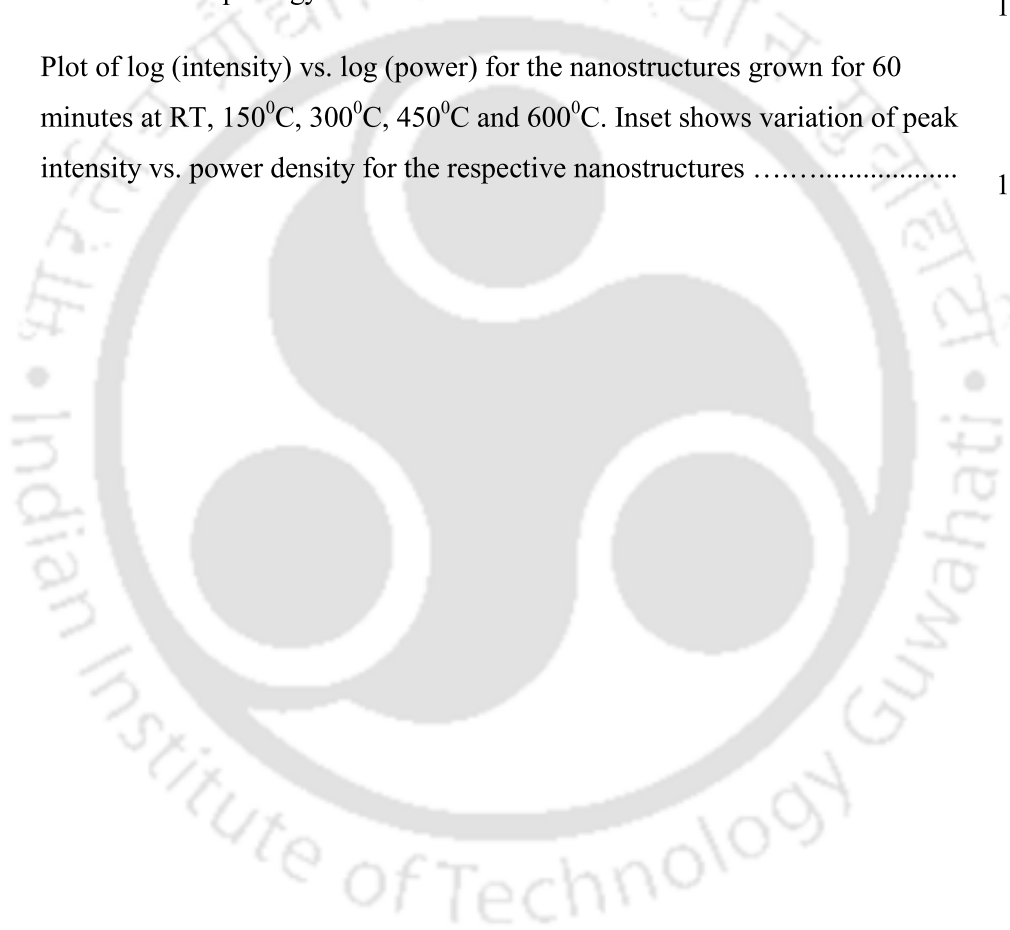 Plot of log (intensity) vs. log (power) for the nanostructures grown for 60
minutes at RT, 150⁰C, 300⁰C, 450⁰C and 600⁰C. Inset shows variation of peak
intensity vs. power density for the respective nanostructures ………....................
1
Indian Institute of Technology Guwahati